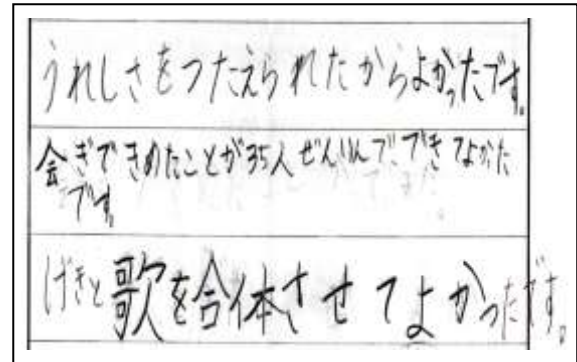 うれしさをつたえられたからよかったです。
会ぎできめたことが35人ぜんいんでできてよかた
です。
げきと歌を合体させてよかったです。